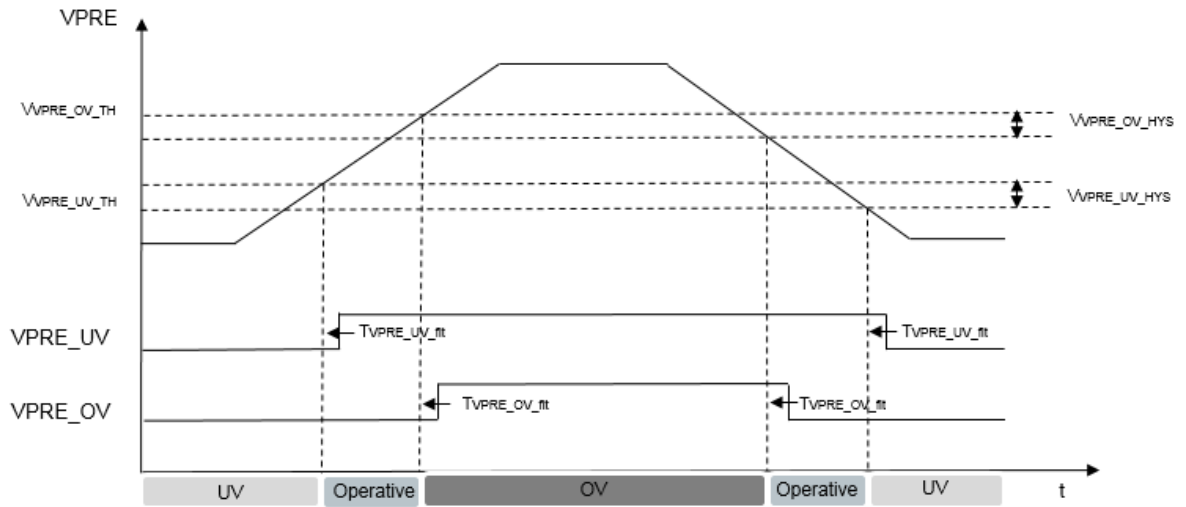 VPRE
VVPRE_OV_TH
VVPRE_OV_HYS
VVPRE_UV_TH
VVPRE_UV_HYS
VPRE_UV
TVPRE_UV_flt
TVPRE_UV_flt
VPRE_OV
TVPRE_OV_flt
TVPRE_OV_flt
UV Operative OV Operative UV t